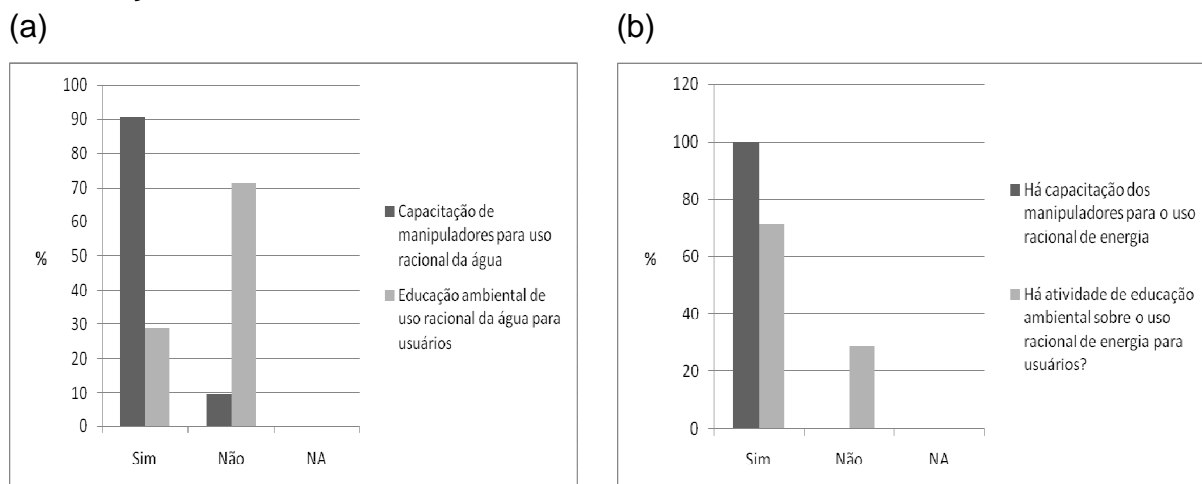 (a)
100
90
80
70
60
50
40
30
20
10
0
%
Sim
Não
NA
Capacitação de
manipuladores para uso
racional da água
Educação ambiental de
uso racional da água para
usuários
(b)
120
100
80
60
40
20
0
%
Sim
Não
NA
Há capacitação dos
manipuladores para o uso
racional de energia
Há atividade de educação
ambiental sobre o uso
racional de energia para
usuários?